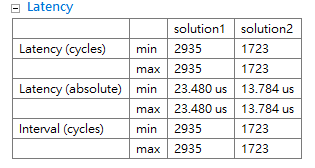 Latency
solution1 solution2
Latency (cycles) min 2935 1723
max 2935 1723
Latency (absolute) min 23.480 us 13.784 us
max 23.480 us 13.784 us
Interval (cycles) min 2935 1723
max 2935 1723